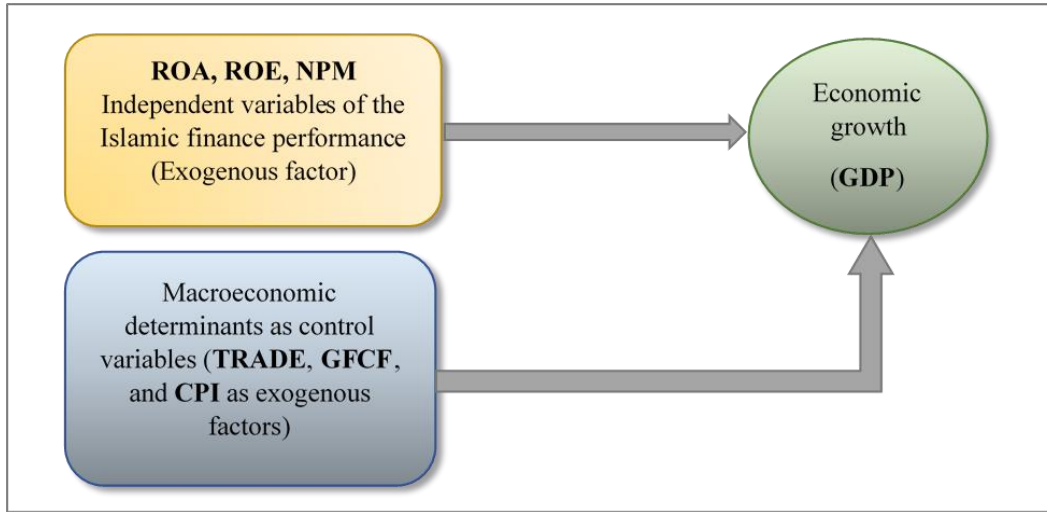 ROA, ROE, NPM
Independent variables of the
Islamic finance performance
(Exogenous factor)
Economic
growth
(GDP)
Macroeconomic
determinants as control
variables (TRADE, GFCF,
and CPI as exogenous
factors)